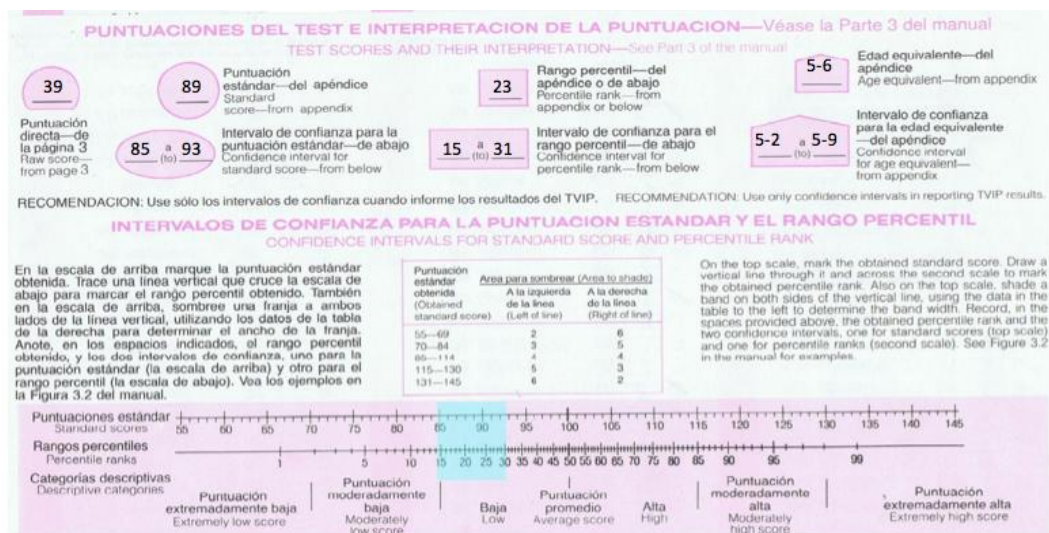 PUNTUACIONES DEL TEST E INTERPRETACION DE LA PUNTUACION—Véase la Parte 3 del manual
TEST SCORES AND THEIR INTERPRETATION—See Part 3 of the manual
39
Puntuación
directa—de
la página 3
Raw score—
from page 3
89
Puntuación
estándar—del apéndice
Standard
score—from appendix
23
Rango percentil—del
apéndice o de abajo
Percentile rank—from
appendix or below
5-6
Edad equivalente—del
apéndice
Age equivalent—from appendix
85 a (to) 93
Intervalo de confianza para la
puntuación estándar—de abajo
Confidence interval for
standard score—from below
15 a (to) 31
Intervalo de confianza para el
rango percentil—de abajo
Confidence interval for
percentile rank—from below
5-2 a (to) 5-9
Intervalo de confianza
para la edad equivalente
—del apéndice
Confidence interval
for age equivalent—
from appendix
RECOMENDACION: Use sólo los intervalos de confianza cuando informe los resultados del TVIP. RECOMMENDATION: Use only confidence intervals in reporting TVIP results.
INTERVALOS DE CONFIANZA PARA LA PUNTUACION ESTANDAR Y EL RANGO PERCENTIL
CONFIDENCE INTERVALS FOR STANDARD SCORE AND PERCENTILE RANK
En la escala de arriba marque la puntuación estándar
obtenida. Trace una línea vertical que cruce la escala de
abajo para marcar el rango percentil obtenido. También
en la escala de arriba, sombree una franja a ambos
lados de la línea vertical, utilizando los datos de la tabla
de la derecha para determinar el ancho de la franja.
Anote, en los espacios indicados, el rango percentil
obtenido, y los dos intervalos de confianza, uno para la
puntuación estándar (la escala de arriba) y otro para el
rango percentil (la escala de abajo). Vea los ejemplos en
la Figura 3.2 del manual.
Puntuación
estándar
obtenida
(Obtained
standard score)
Area para sombrear (Area to shade)
A la izquierda
de la línea
(Left of line)
A la derecha
de la línea
(Right of line)
55—69 2 6
70—84 3 5
85—114 4 4
115—130 5 3
131—145 6 2
On the top scale, mark the obtained standard score. Draw a
vertical line through it and across the second scale to mark
the obtained percentile rank. Also on the top scale, shade a
band on both sides of the vertical line, using the data in the
table to the left to determine the band width. Record, in the
spaces provided above, the obtained percentile rank and the
two confidence intervals, one for standard scores (top scale)
and one for percentile ranks (second scale). See Figure 3.2
in the manual for examples.
Puntuaciones estándar
Standard scores
55 60 65 70 75 80 85 90 95 100 105 110 115 120 125 130 135 140 145
Rangos percentiles
Percentile ranks
1 5 10 15 20 25 30 35 40 45 50 55 60 65 70 75 80 85 90 95 99
Categorías descriptivas
Descriptive categories
Puntuación
extremadamente baja
Extremely low score
Puntuación
moderadamente
baja
Moderately
low score
Baja
Low
Puntuación
promedio
Average score
Alta
High
Puntuación
moderadamente
alta
Moderately
high score
Puntuación
extremadamente alta
Extremely high score